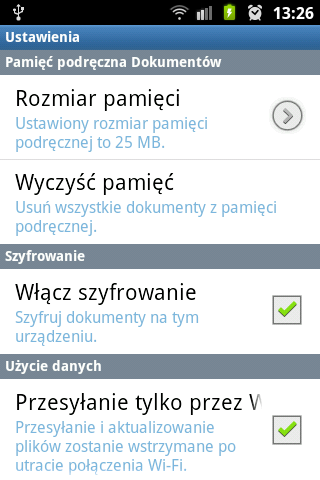 13:26
Ustawienia
Pamięć podręczna Dokumentów
Rozmiar pamięci
Ustawiony rozmiar pamięci
podręcznej to 25 MB.
Wyczyść pamięć
Usuń wszystkie dokumenty z pamięci
podręcznej.
Szyfrowanie
Włącz szyfrowanie
Szyfruj dokumenty na tym
urządzeniu.
Użycie danych
Przesyłanie tylko przez W
Przesyłanie i aktualizowanie
plików zostanie wstrzymane po
utracie połączenia Wi-Fi.